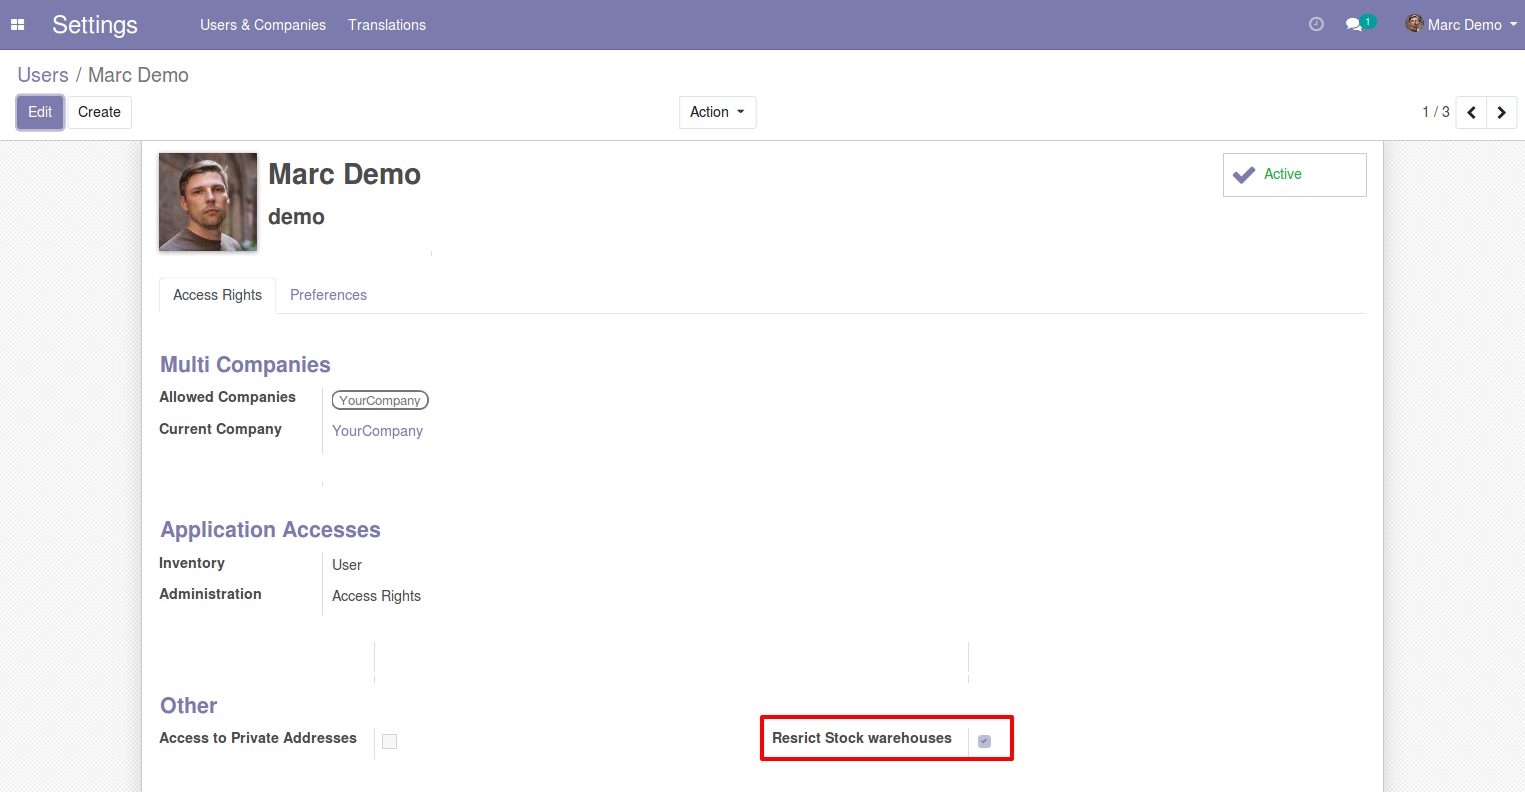 Settings Users & Companies Translations 1 Marc Demo
Users / Marc Demo
Edit Create Action 1 / 3
Marc Demo
Active
demo
Access Rights Preferences
Multi Companies
Allowed Companies YourCompany
Current Company YourCompany
Application Accesses
Inventory User
Administration Access Rights
Other
Access to Private Addresses Resrict Stock warehouses